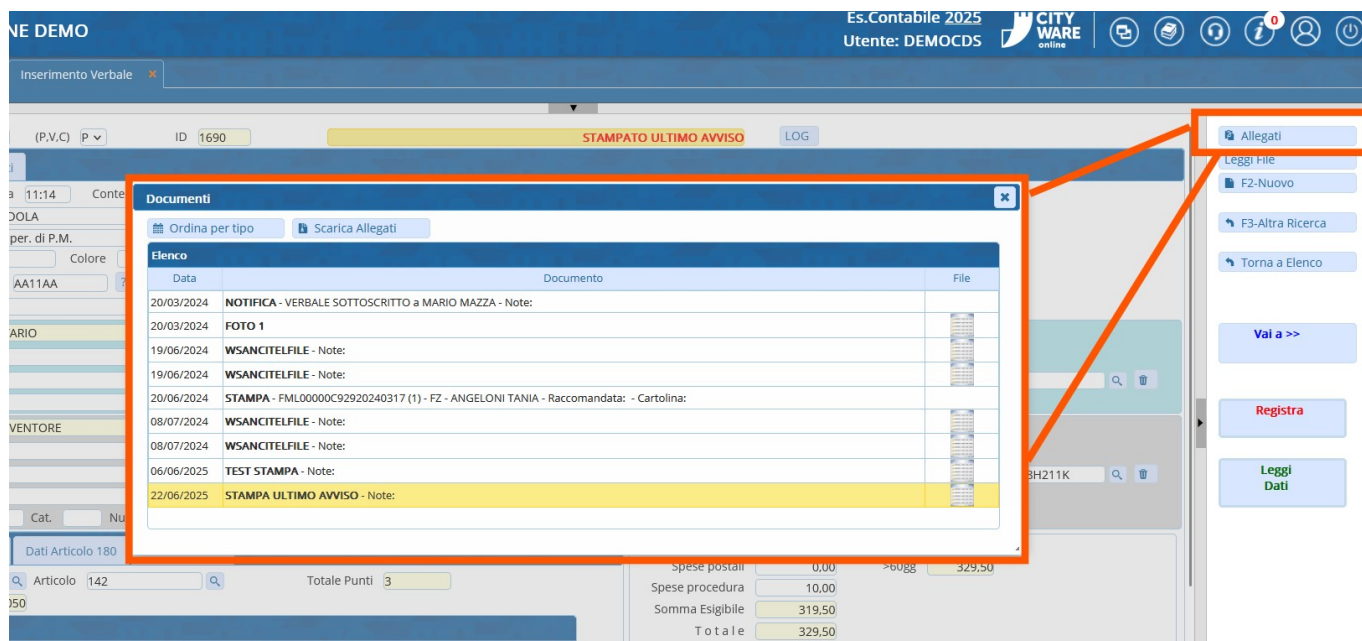 NE DEMO
Es.Contabile 2025
Utente: DEMOCDS
CITY
WARE
online
0
Inserimento Verbale ×
(P,V,C) P ID 1690 STAMPATO ULTIMO AVVISO LOG
Allegati
Leggi File
F2-Nuovo
F3-Altra Ricerca
Torna a Elenco
Vai a >>
Registra
Leggi
Dati
11:14 Conte
DOLA
per. di P.M.
Colore
AA11AA ?
TARIO
VENTORE
Cat. Nu
Documenti
Ordina per tipo Scarica Allegati
Elenco
Data Documento File
20/03/2024 NOTIFICA - VERBALE SOTTOSCRITTO a MARIO MAZZA - Note:
20/03/2024 FOTO 1
19/06/2024 WSANCITELFILE - Note:
19/06/2024 WSANCITELFILE - Note:
20/06/2024 STAMPA - FML00000C92920240317 (1) - FZ - ANGELONI TANIA - Raccomandata: - Cartolina:
08/07/2024 WSANCITELFILE - Note:
08/07/2024 WSANCITELFILE - Note:
06/06/2025 TEST STAMPA - Note:
22/06/2025 STAMPA ULTIMO AVVISO - Note:
8H211K
Dati Articolo 180
Articolo 142 Totale Punti 3
050
Spese postali 0,00 >60gg 329,50
Spese procedura 10,00
Somma Esigibile 319,50
Totale 329,50